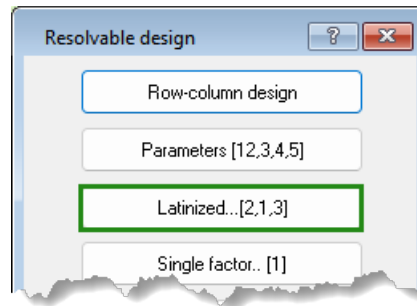 Resolvable design
Row-column design
Parameters [12,3,4,5]
Latinized...[2,1,3]
Single factor.. [1]